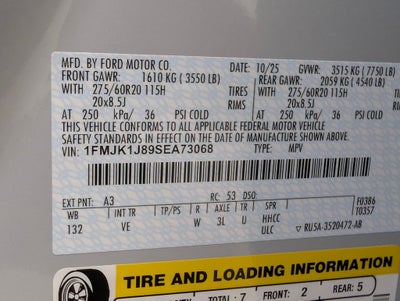 MFD. BY FORD MOTOR CO.
DATE: 10/25 GVWR: 3515 KG (7750 LB)
FRONT GAWR: 1610 KG (3550 LB) REAR GAWR: 2059 KG (4540 LB)
WITH 275/60R20 115H TIRES WITH 275/60R20 115H
20x8.5J RIMS 20x8.5J
AT 250 kPa/ 36 PSI COLD AT 250 kPa/ 36 PSI COLD
THIS VEHICLE CONFORMS TO ALL APPLICABLE FEDERAL MOTOR VEHICLE
SAFETY STANDARDS IN EFFECT ON THE DATE OF MANUFACTURE SHOWN ABOVE.
VIN: 1FMJK1J89SEA73068 TYPE: MPV
EXT PNT: A3 RC: 53 DSO: F0386
WB INT TR TP/PS R AXLE TR SPR T0357
132 VE W 3L U HHCC
ULC RU5A-3520472-AB
TIRE AND LOADING INFORMATION
TOTAL: 7 FRONT: 2 REAR: 5